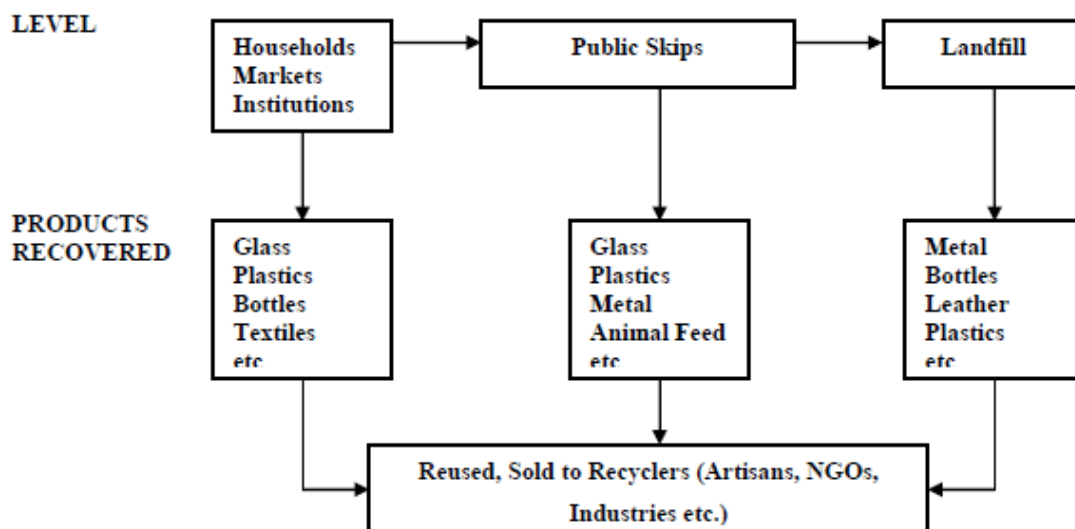 LEVEL
Households
Markets
Institutions
Public Skips
Landfill
PRODUCTS
RECOVERED
Glass
Plastics
Bottles
Textiles
etc
Glass
Plastics
Metal
Animal Feed
etc
Metal
Bottles
Leather
Plastics
etc
Reused, Sold to Recyclers (Artisans, NGOs,
Industries etc.)